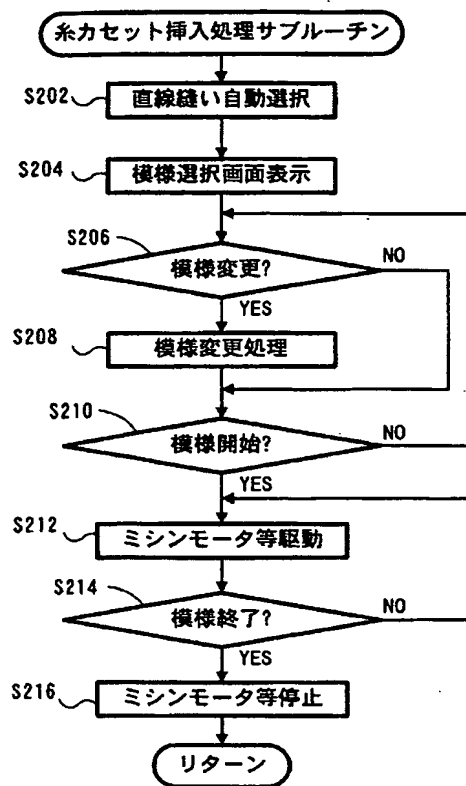 糸カセット挿入処理サブルーチン
S202
直線縫い自動選択
S204
模様選択画面表示
S206
模様変更?
NO
YES
S208
模様変更処理
S210
模様開始?
NO
YES
S212
ミシンモータ等駆動
S214
模様終了?
NO
YES
S216
ミシンモータ等停止
リターン